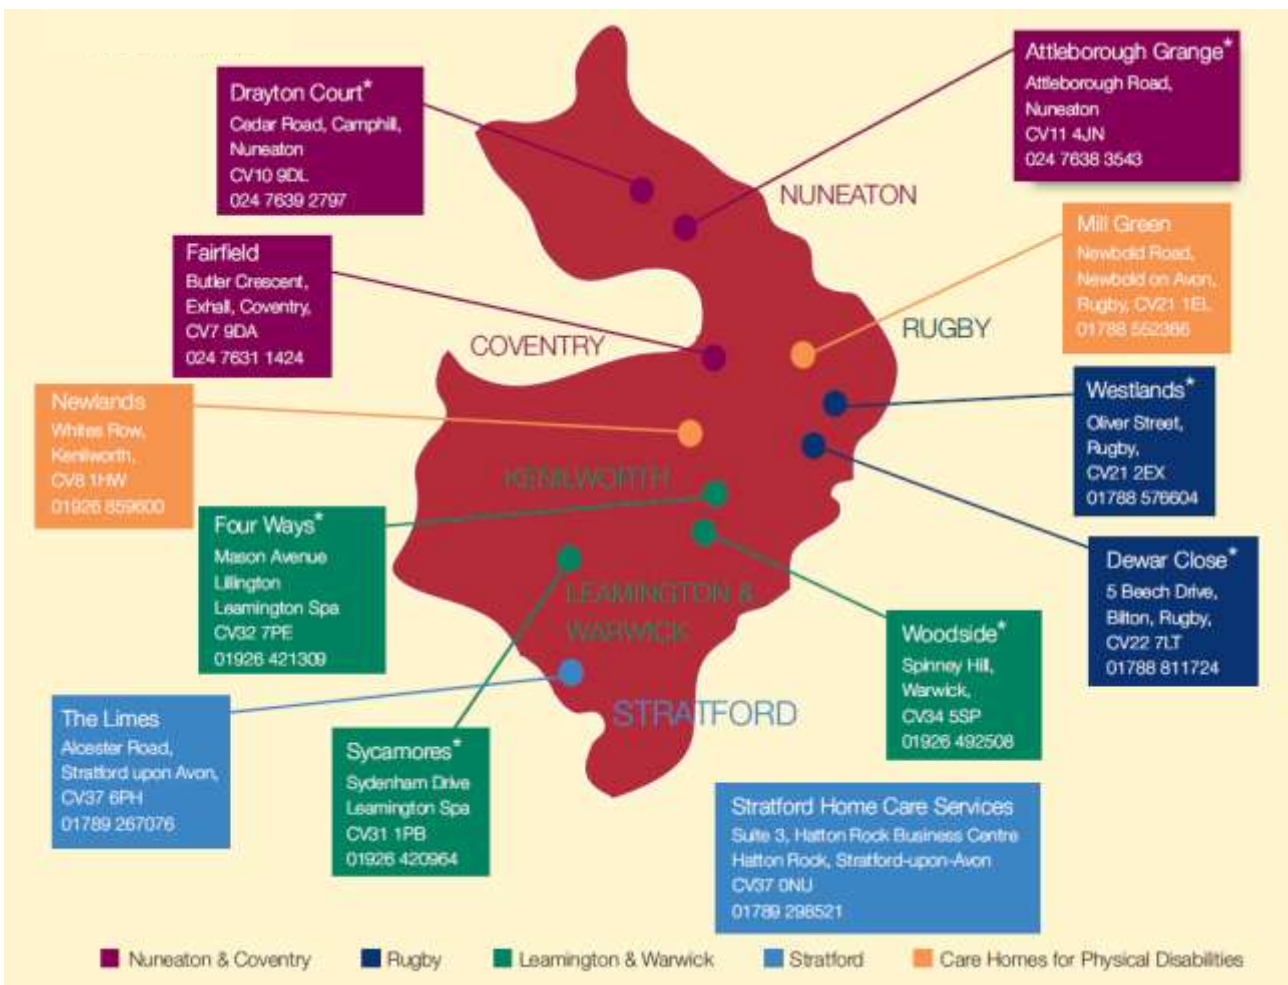 Drayton Court*
Cedar Road, Camphill,
Nuneaton
CV10 9DL
024 7639 2797
Attleborough Grange*
Attleborough Road,
Nuneaton
CV11 4JN
024 7638 3543
NUNEATON
Fairfield
Butler Crescent,
Exhall, Coventry,
CV7 9DA
024 7631 1424
Mill Green
Newbold Road,
Newbold on Avon,
Rugby, CV21 1EL
01788 552366
COVENTRY
RUGBY
Newlands
Whites Row,
Kenilworth,
CV8 1HW
01926 859600
Westlands*
Oliver Street,
Rugby,
CV21 2EX
01788 576604
KENILWORTH
Four Ways*
Mason Avenue
Lillington
Leamington Spa
CV32 7PE
01926 421309
Dewar Close*
5 Beech Drive,
Bilton, Rugby,
CV22 7LT
01788 811724
LEAMINGTON &
WARWICK
Woodside*
Spinney Hill,
Warwick,
CV34 5SP
01926 492508
The Limes
Alcester Road,
Stratford upon Avon,
CV37 6PH
01789 267076
STRATFORD
Sycamores*
Sydenham Drive
Leamington Spa
CV31 1PB
01926 420964
Stratford Home Care Services
Suite 3, Hatton Rock Business Centre
Hatton Rock, Stratford-upon-Avon
CV37 0NU
01789 298521
Nuneaton & Coventry
Rugby
Leamington & Warwick
Stratford
Care Homes for Physical Disabilities